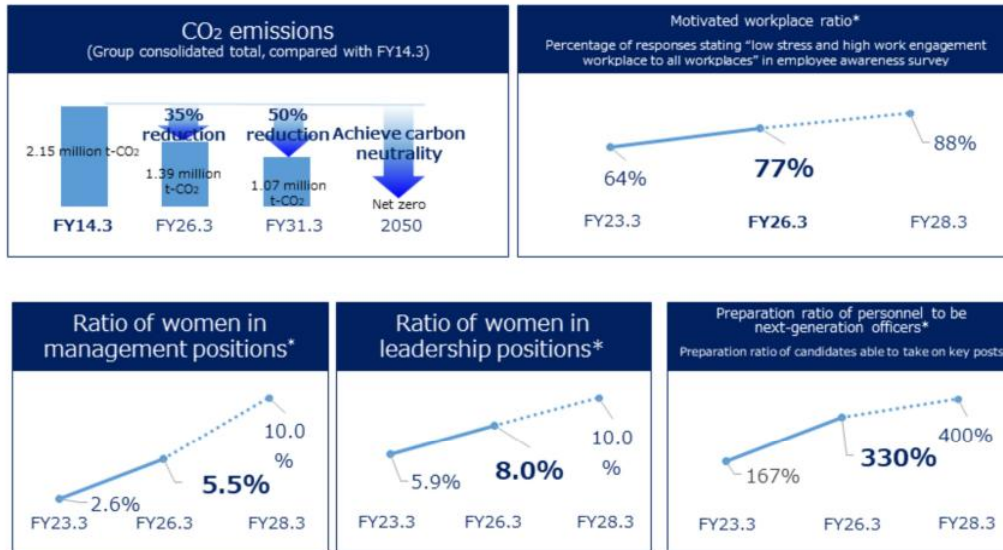 CO₂ emissions
(Group consolidated total, compared with FY14.3)
35%
reduction
50%
reduction
Achieve carbon
neutrality
2.15 million t-CO₂
1.39 million
t-CO₂
1.07 million
t-CO₂
Net zero
FY14.3
FY26.3
FY31.3
2050
Motivated workplace ratio*
Percentage of responses stating "low stress and high work engagement
workplace to all workplaces" in employee awareness survey
64%
77%
88%
FY23.3
FY26.3
FY28.3
Ratio of women in
management positions*
2.6%
5.5%
10.0
%
FY23.3
FY26.3
FY28.3
Ratio of women in
leadership positions*
5.9%
8.0%
10.0
%
FY23.3
FY26.3
FY28.3
Preparation ratio of personnel to be
next-generation officers*
Preparation ratio of candidates able to take on key posts
167%
330%
400%
FY23.3
FY26.3
FY28.3